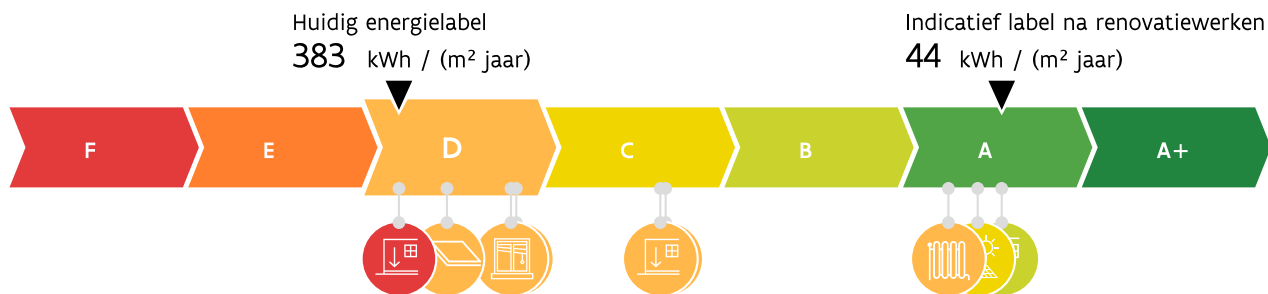 Huidig energielabel
383 kWh / (m² jaar)
Indicatief label na renovatiewerken
44 kWh / (m² jaar)
F E D C B A A+